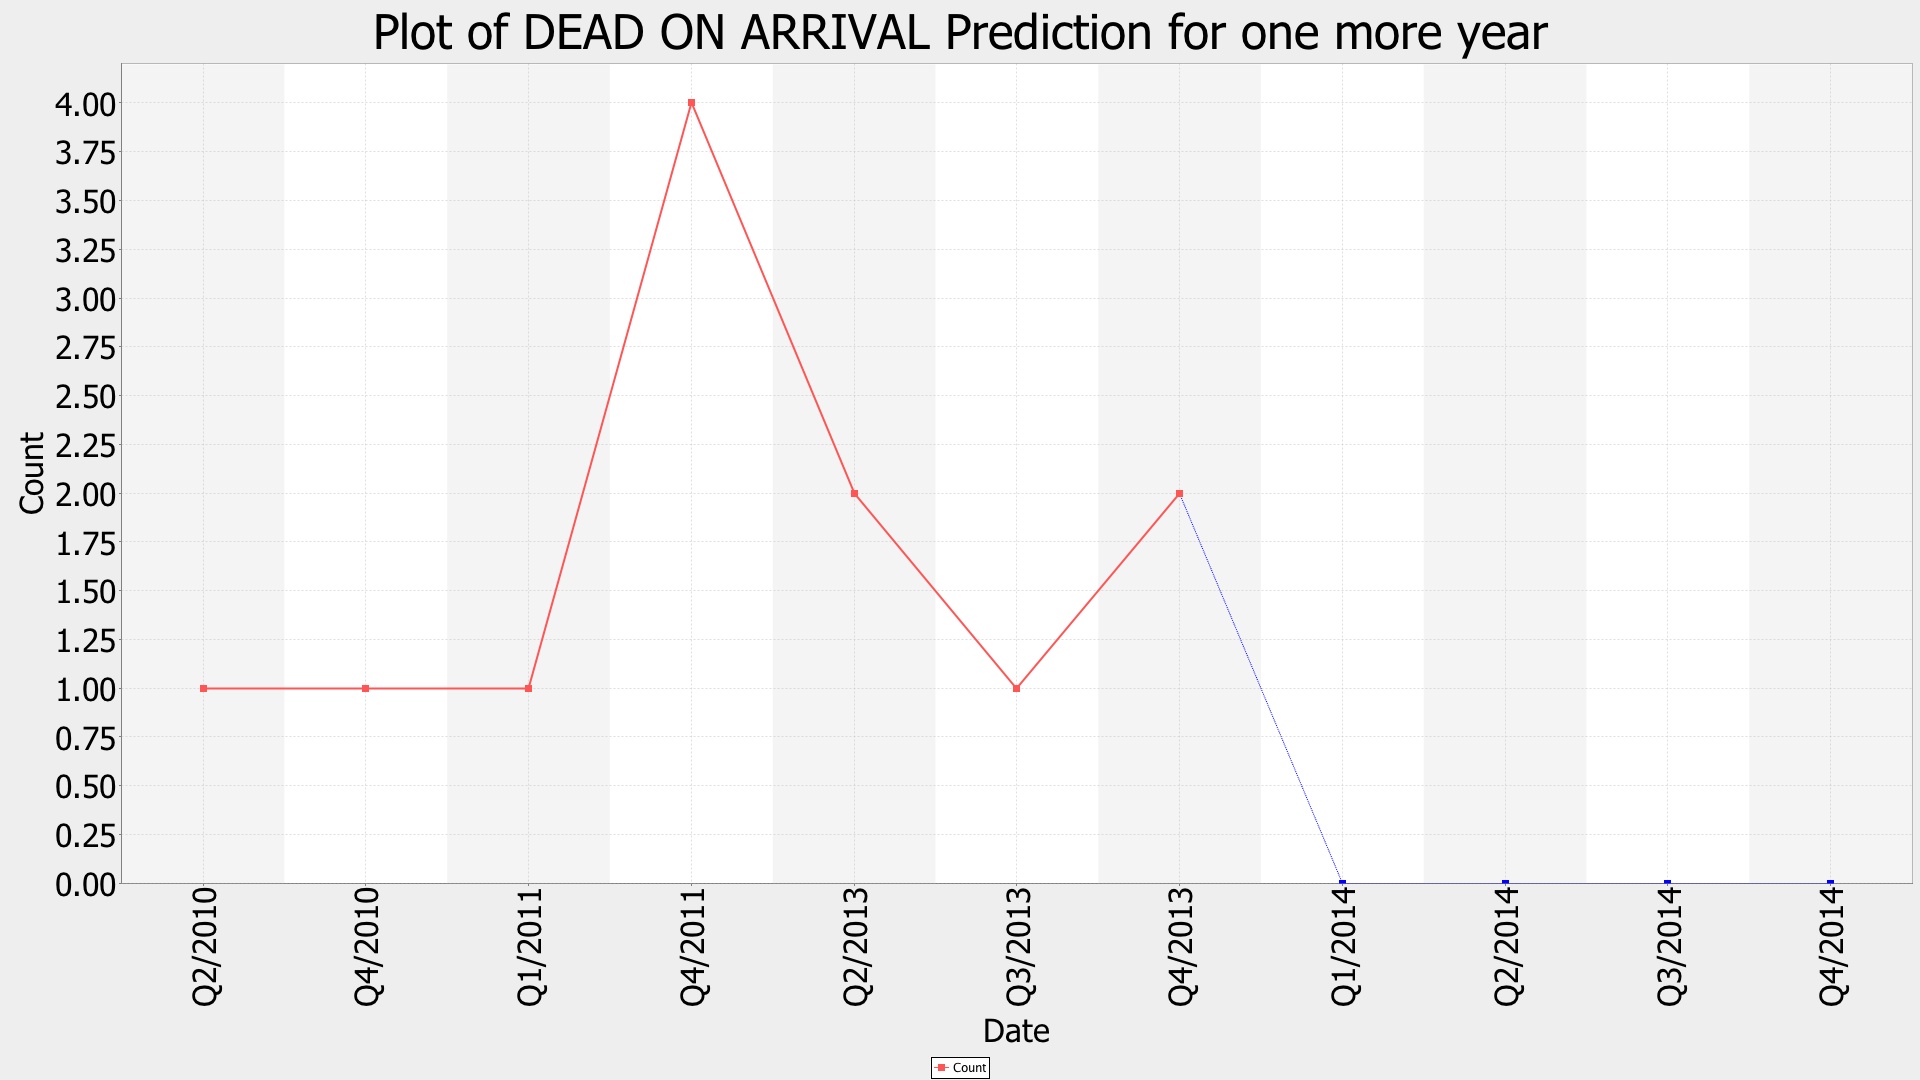 Plot of DEAD ON ARRIVAL Prediction for one more year
4.00
3.75
3.50
3.25
3.00
2.75
2.50
2.25
2.00
1.75
1.50
1.25
1.00
0.75
0.50
0.25
0.00
Count
Q2/2010
Q4/2010
Q1/2011
Q4/2011
Q2/2013
Q3/2013
Q4/2013
Q1/2014
Q2/2014
Q3/2014
Q4/2014
Date
Count